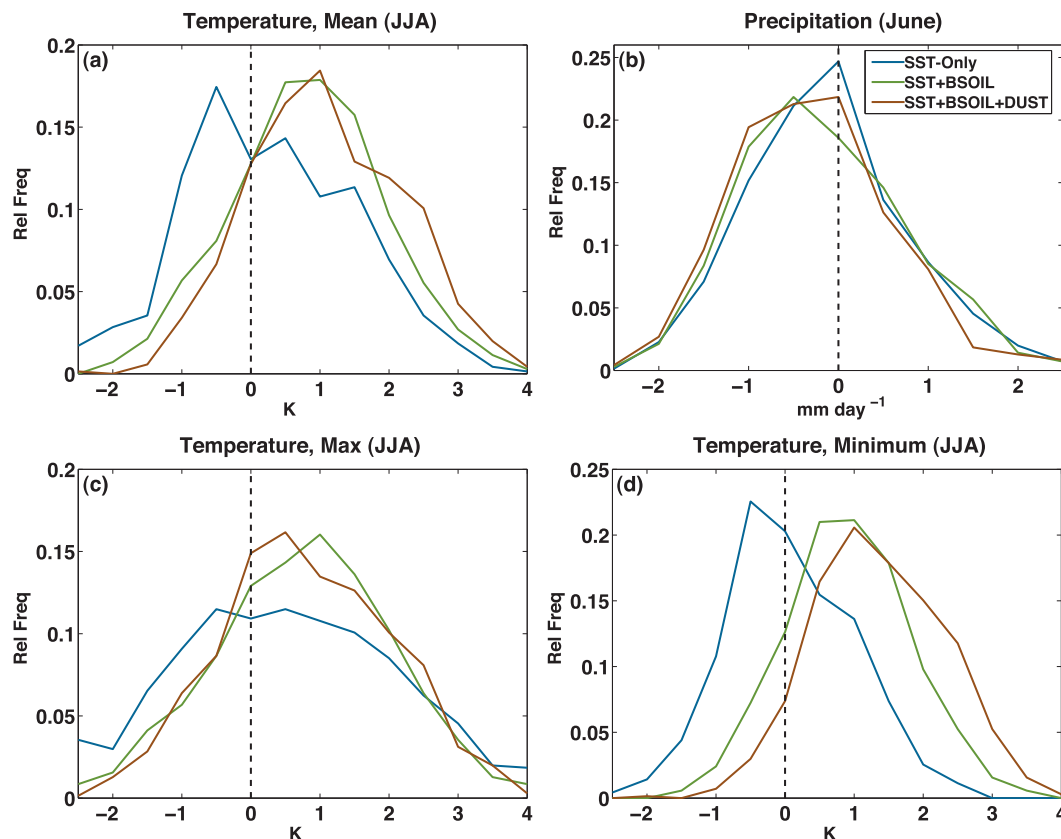 Temperature, Mean (JJA)
(a)
Rel Freq
0.2
0.15
0.1
0.05
0
−2 −1 0 1 2 3 4
K
Precipitation (June)
(b)
SST-Only
SST+BSOIL
SST+BSOIL+DUST
Rel Freq
0.25
0.2
0.15
0.1
0.05
0
−2 −1 0 1 2
mm day −1
Temperature, Max (JJA)
(c)
Rel Freq
0.2
0.15
0.1
0.05
0
−2 −1 0 1 2 3 4
K
Temperature, Minimum (JJA)
(d)
Rel Freq
0.25
0.2
0.15
0.1
0.05
0
−2 −1 0 1 2 3 4
K